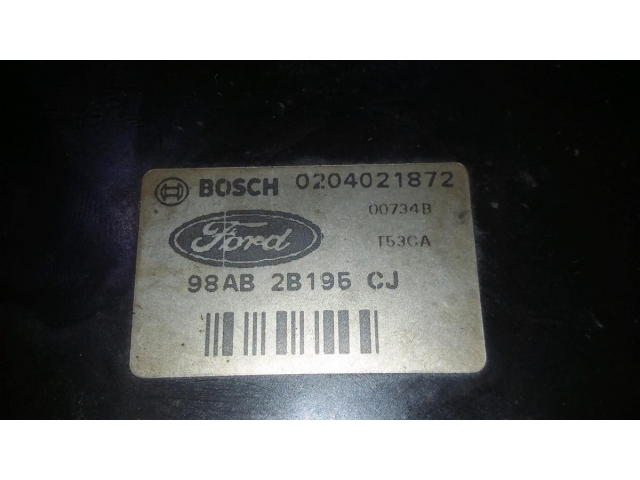 BOSCH 0204021872
00734B
Ford
T53CA
98AB 2B195 CJ